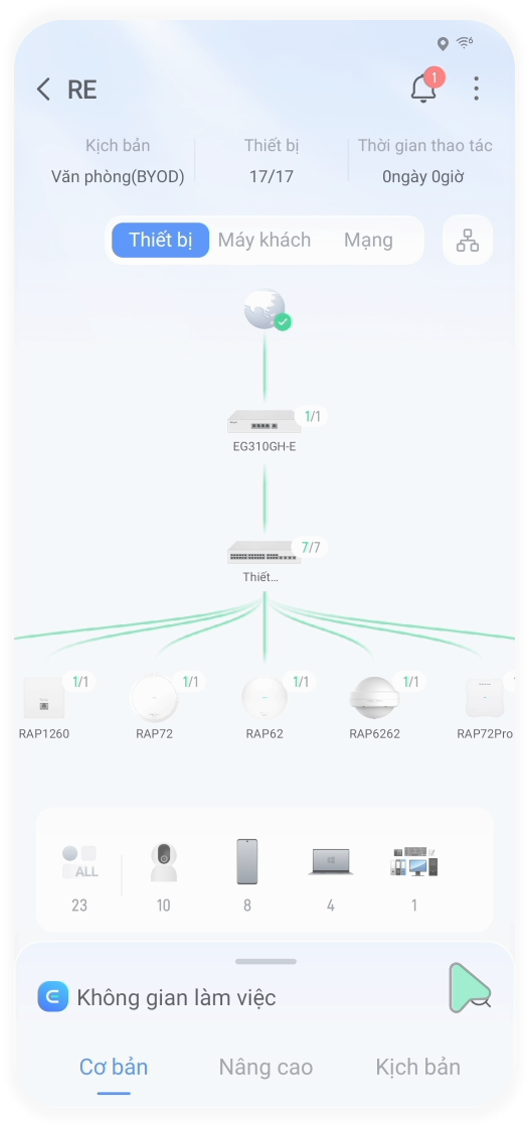 RE
1
Kịch bản Thiết bị Thời gian thao tác
Văn phòng(BYOD) 17/17 0ngày 0giờ
Thiết bị Máy khách Mạng
1/1
EG310GH-E
7/7
Thiết...
1/1 1/1 1/1 1/1
RAP1260 RAP72 RAP62 RAP6262 RAP72Pro
ALL
23 10 8 4 1
Không gian làm việc
Cơ bản Nâng cao Kịch bản